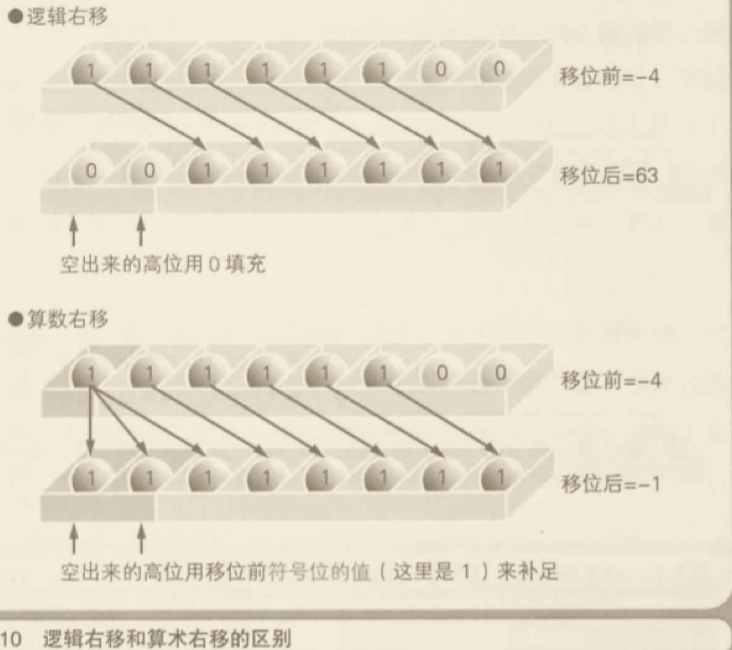 ●逻辑右移
1 1 1 1 1 1 0 0 移位前=−4
0 0 1 1 1 1 1 1 移位后=63
空出来的高位用 0 填充
●算数右移
1 1 1 1 1 1 0 0 移位前=−4
1 1 1 1 1 1 1 1 移位后=−1
空出来的高位用移位前符号位的值（这里是 1 ）来补足
10 逻辑右移和算术右移的区别